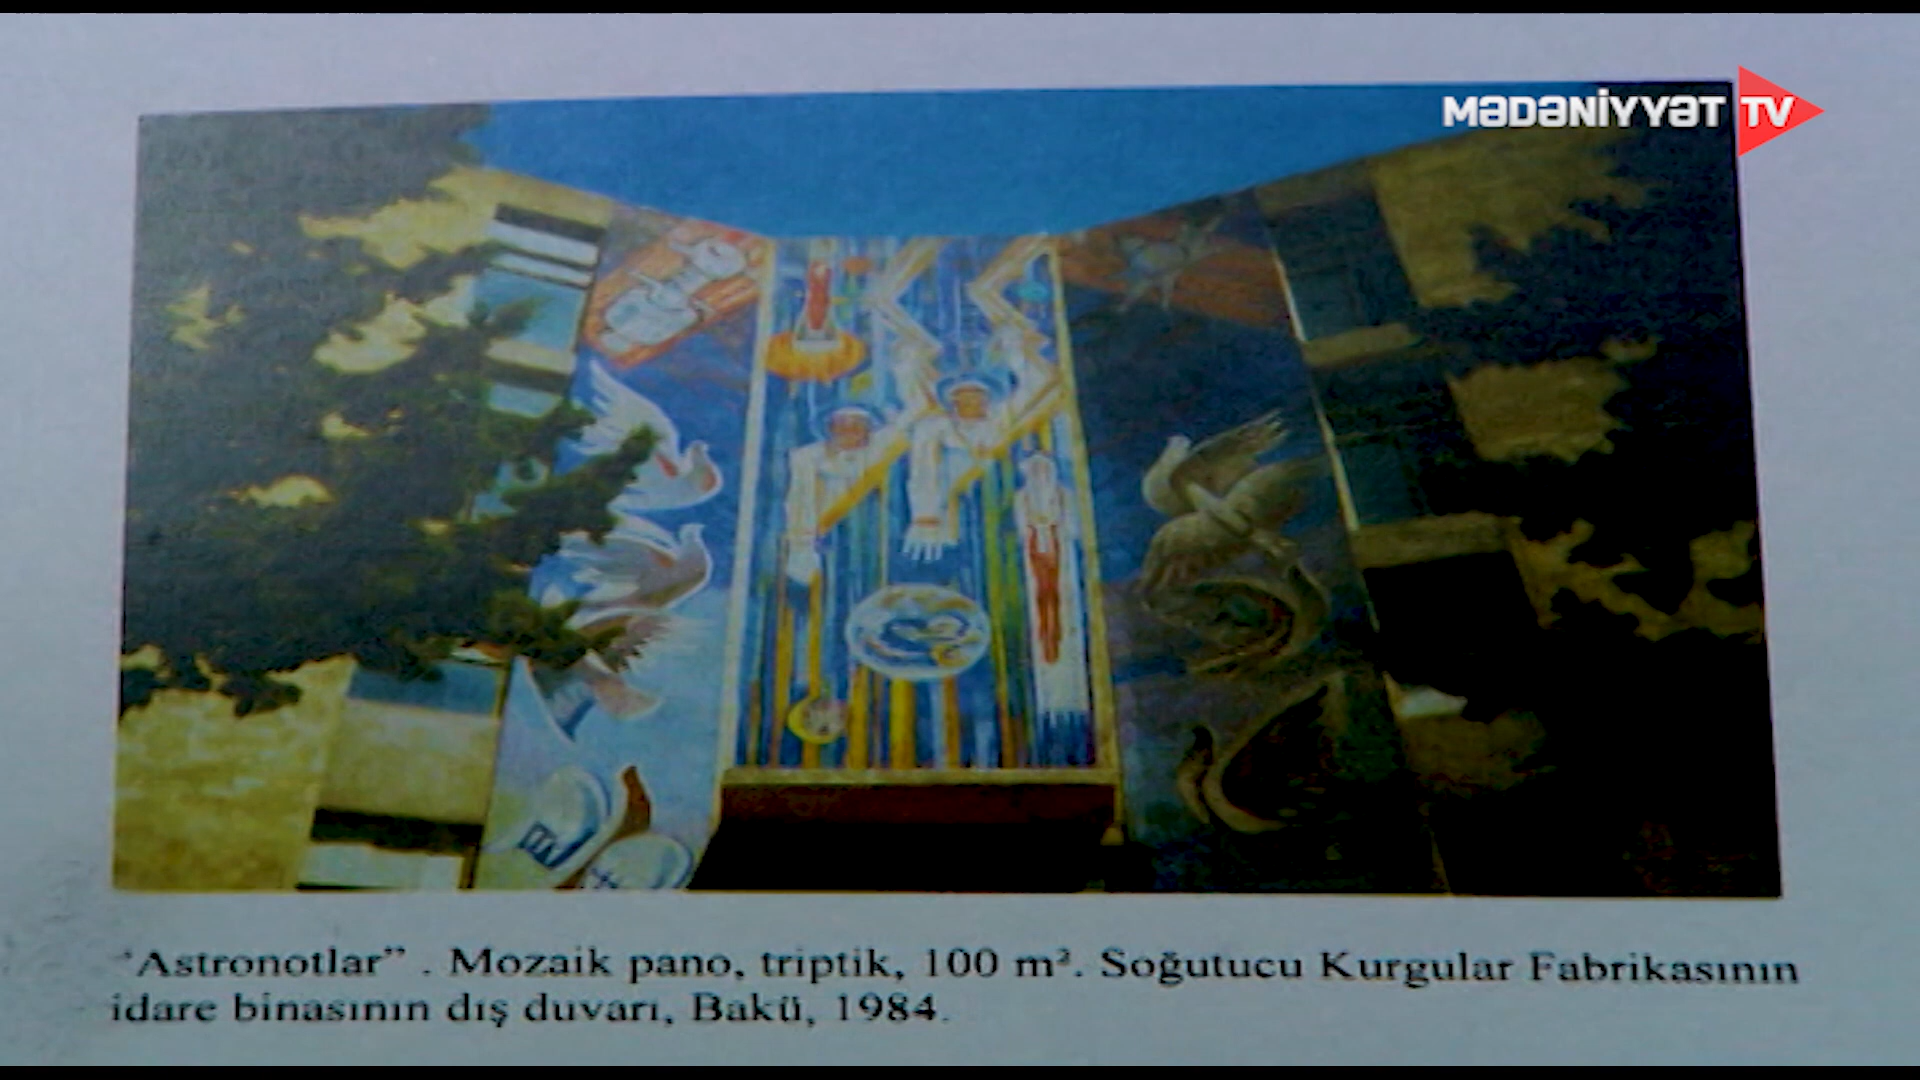 MƏDƏNİYYƏT TV
“Astronotlar” . Mozaik pano, triptik, 100 m². Soğutucu Kurgular Fabrikasının
idare binasının dış duvarı, Bakü, 1984.